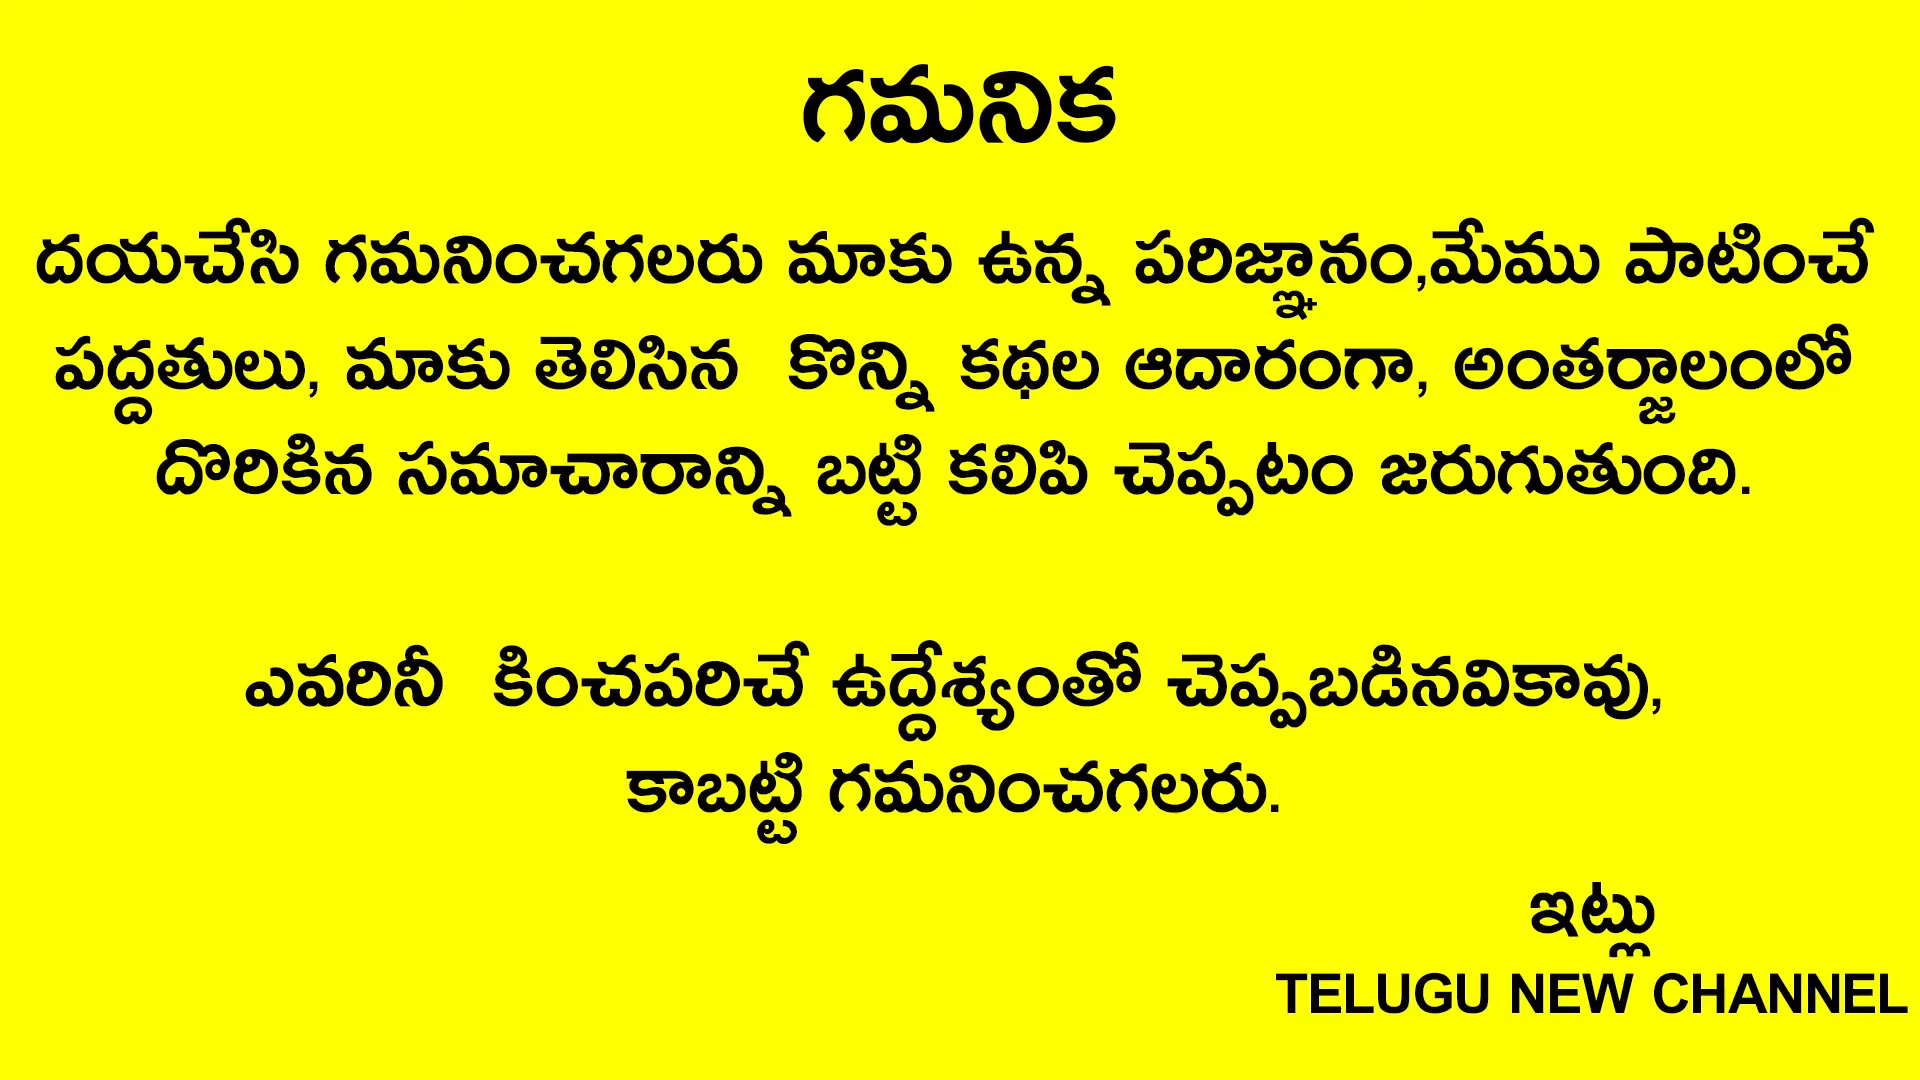 గమనిక
దయచేసి గమనించగలరు మాకు ఉన్న పరిజ్ఞానం,మేము పాటించే
పద్దతులు, మాకు తెలిసిన కొన్ని కథల ఆదారంగా, అంతర్జాలంలో
దొరికిన సమాచారాన్ని బట్టి కలిపి చెప్పటం జరుగుతుంది.
ఎవరినీ కించపరిచే ఉద్దేశ్యంతో చెప్పబడినవికావు,
కాబట్టి గమనించగలరు.
ఇట్లు
TELUGU NEW CHANNEL